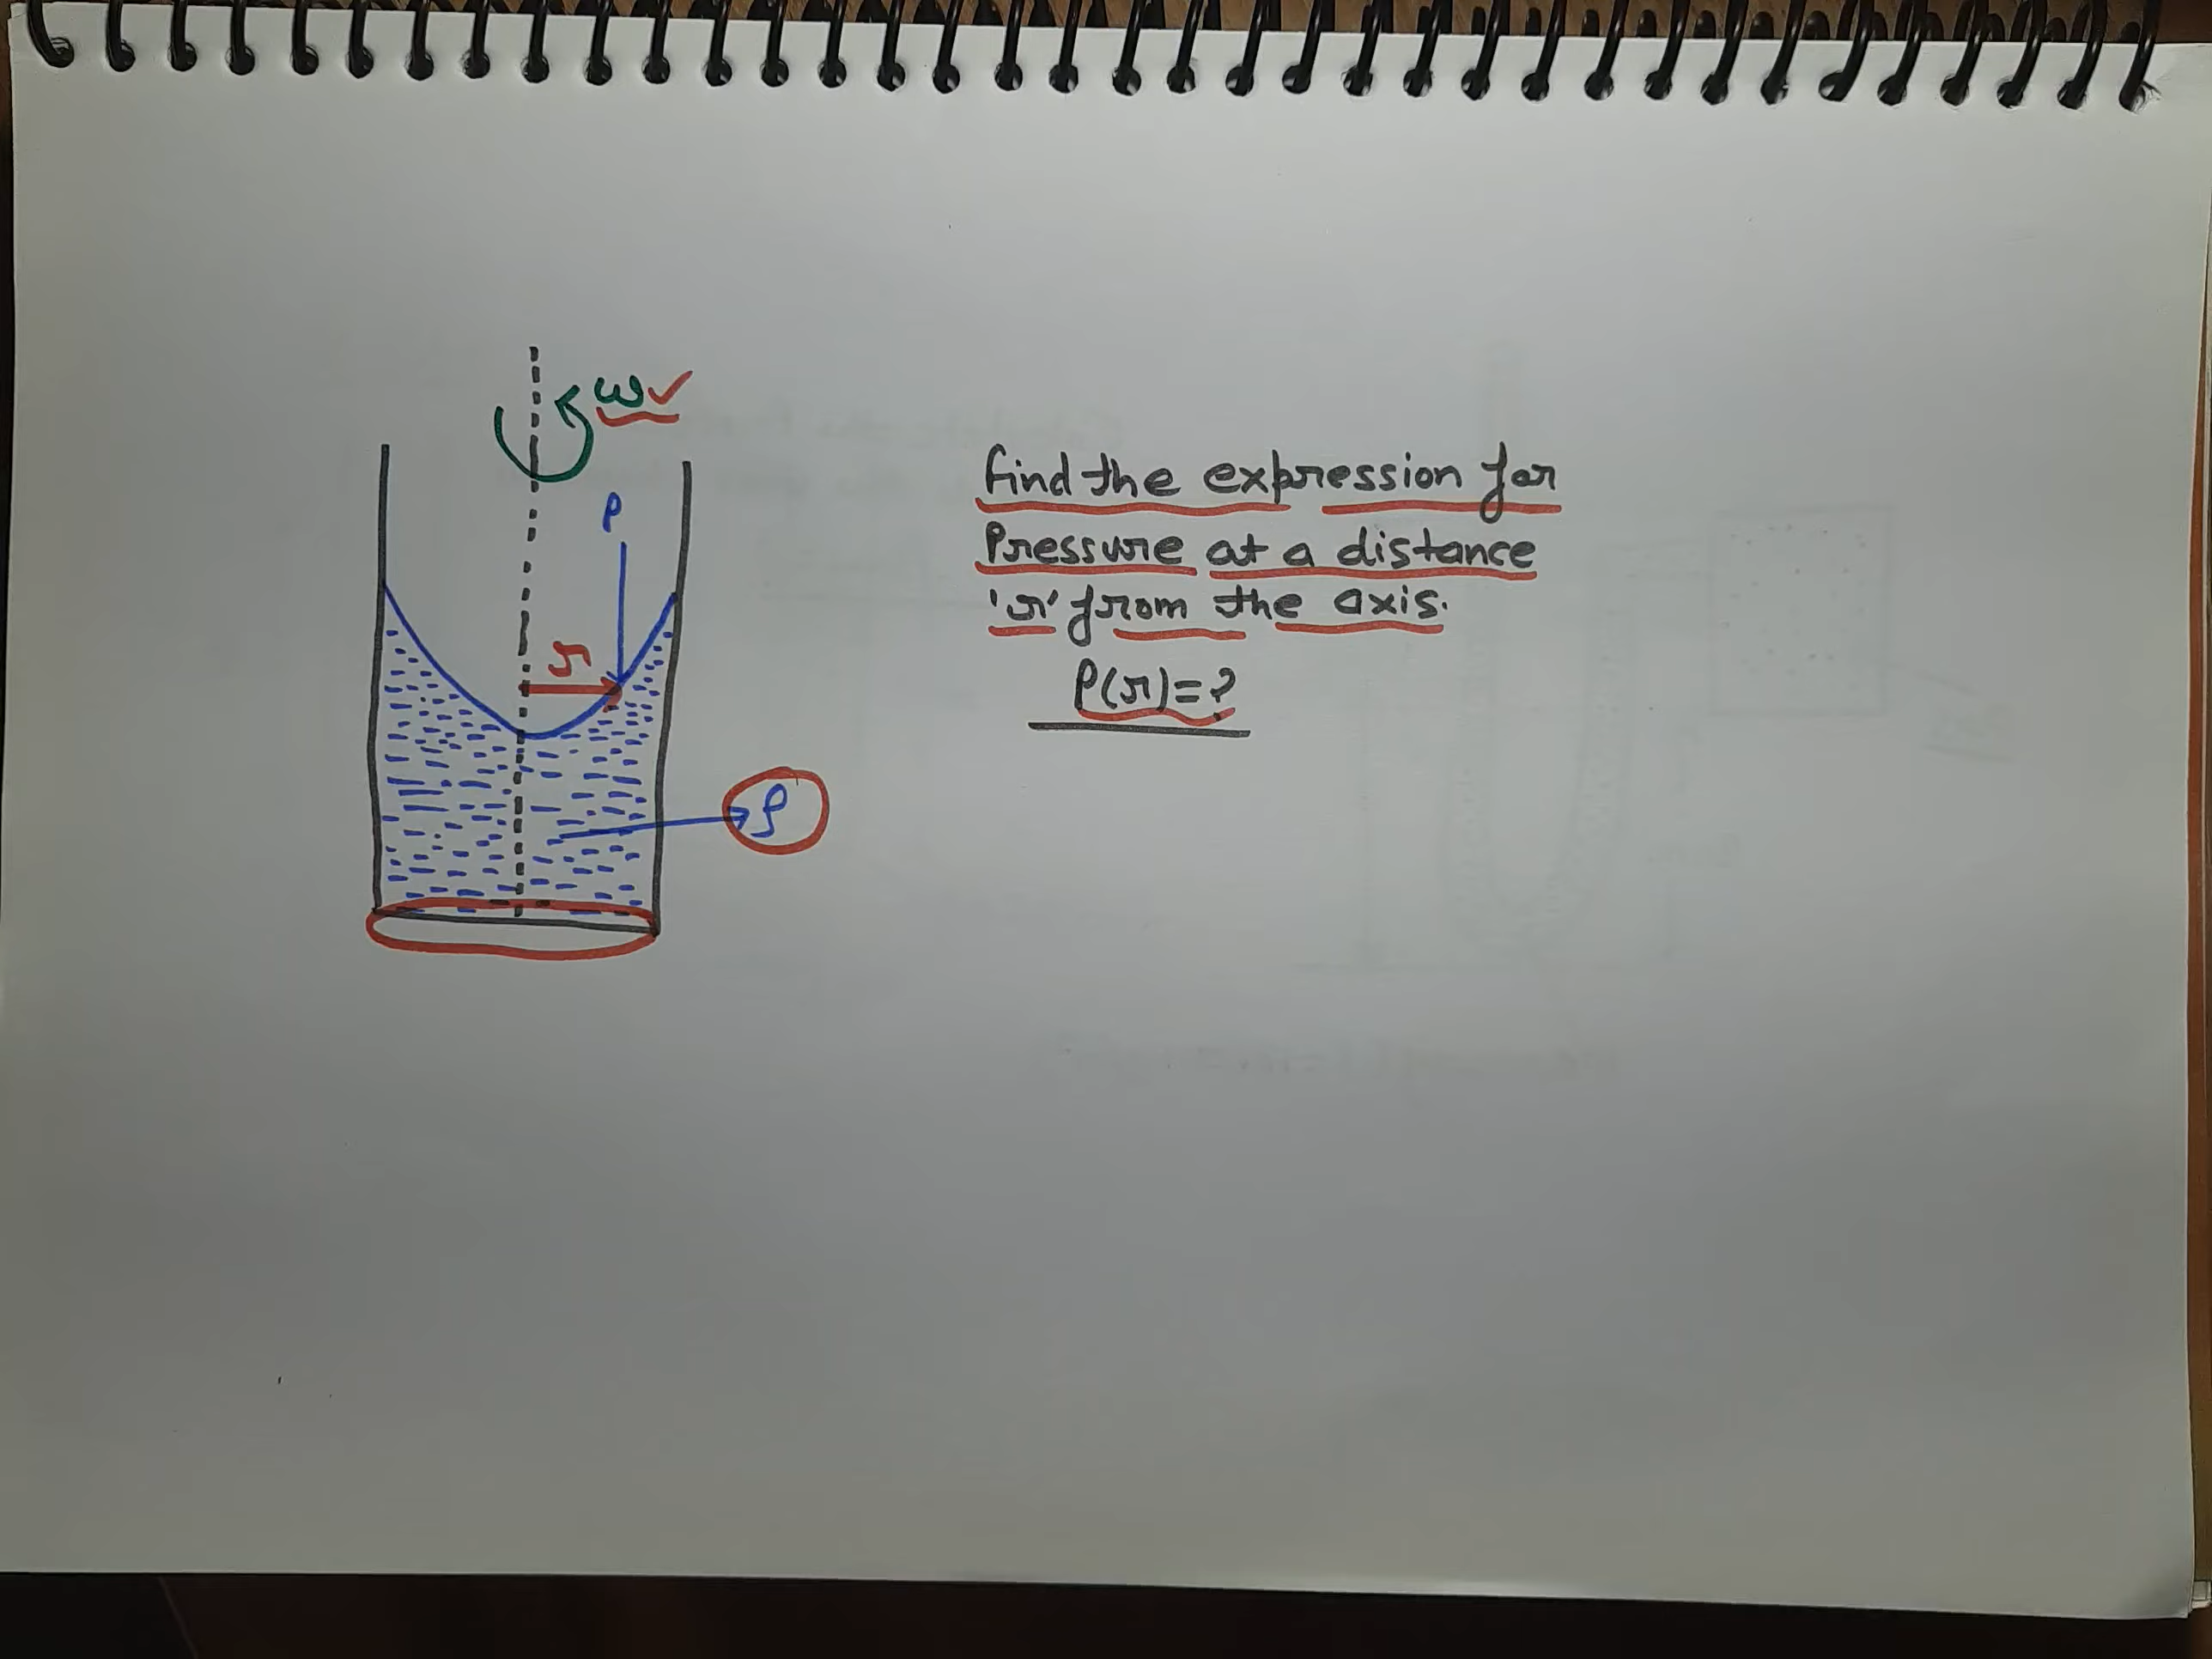 ω
P
r
ρ
Find the expression for
Pressure at a distance
'r' from the axis.
P(r)=?